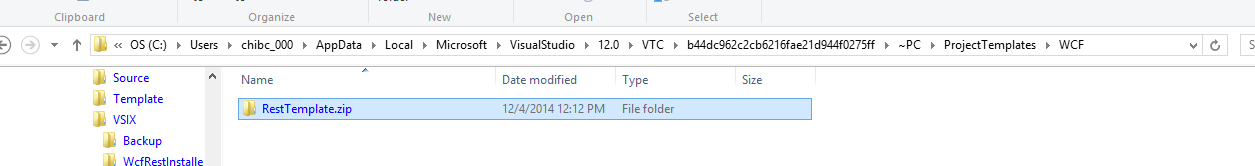 Clipboard Organize New Open Select
OS (C:) Users chibc_000 AppData Local Microsoft VisualStudio 12.0 VTC b44dc962c2cb6216fae21d944f0275ff ~PC ProjectTemplates WCF
Source Name Date modified Type Size
Template RestTemplate.zip 12/4/2014 12:12 PM File folder
VSIX
Backup
WcfRestInstalle